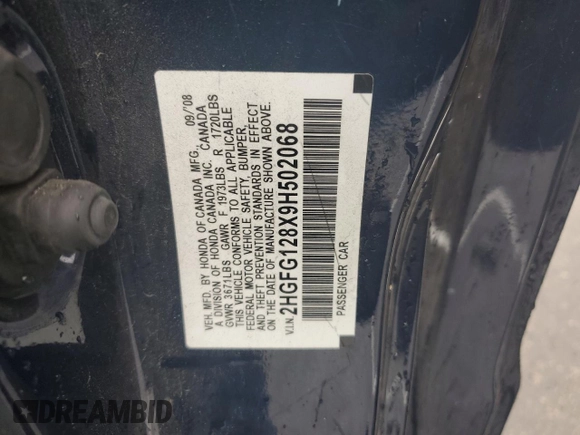 VEH. MFD. BY HONDA OF CANADA MFG., 09/'08
A DIVISION OF HONDA CANADA INC. CANADA
GVWR 3671LBS GAWR F 1973LBS R 1720LBS
THIS VEHICLE CONFORMS TO ALL APPLICABLE
FEDERAL MOTOR VEHICLE SAFETY, BUMPER,
AND THEFT PREVENTION STANDARDS IN EFFECT
ON THE DATE OF MANUFACTURE SHOWN ABOVE.
V.I.N. 2HGFG128X9H502068
PASSENGER CAR
DREAMBID